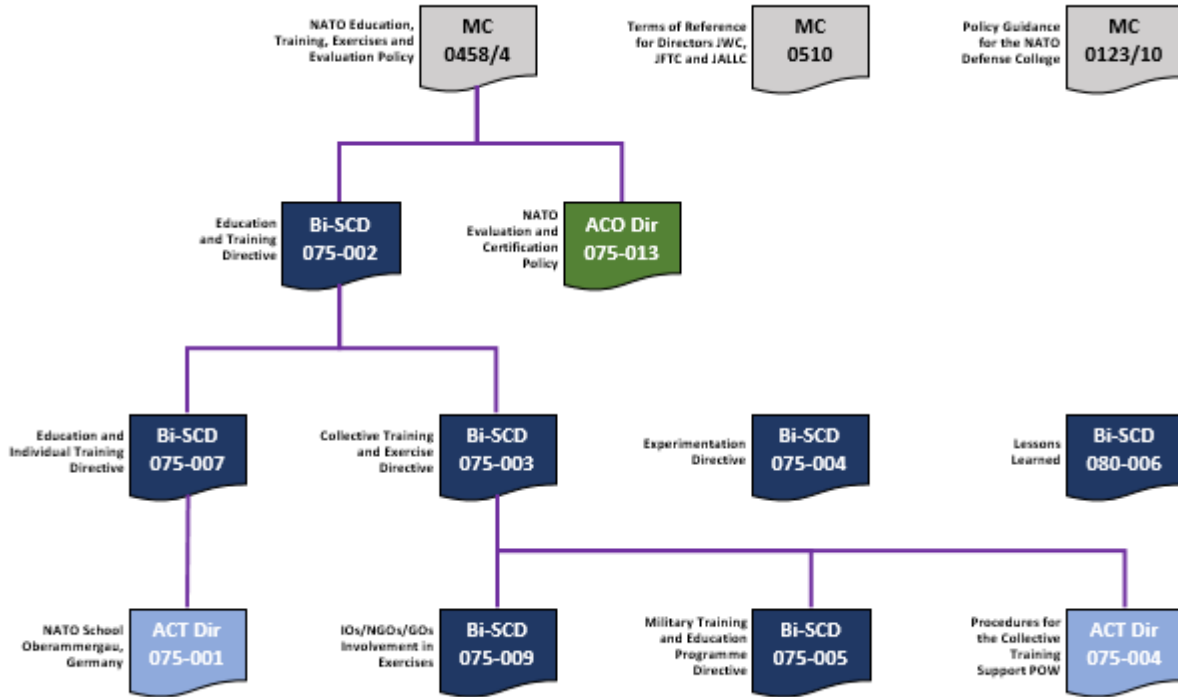 NATO Education,
Training, Exercises and
Evaluation Policy
MC
0458/4
Terms of Reference
for Directors JWC,
JFTC and JALLC
MC
0510
Policy Guidance
for the NATO
Defense College
MC
0123/10
Education
and Training
Directive
Bi-SCD
075-002
NATO
Evaluation and
Certification
Policy
ACO Dir
075-013
Education and
Individual Training
Directive
Bi-SCD
075-007
Collective Training
and Exercise
Directive
Bi-SCD
075-003
Experimentation
Directive
Bi-SCD
075-004
Lessons
Learned
Bi-SCD
080-006
NATO School
Oberammergau,
Germany
ACT Dir
075-001
IOs/NGOs/GOs
Involvement in
Exercises
Bi-SCD
075-009
Military Training
and Education
Programme
Directive
Bi-SCD
075-005
Procedures for
the Collective
Training
Support POW
ACT Dir
075-004